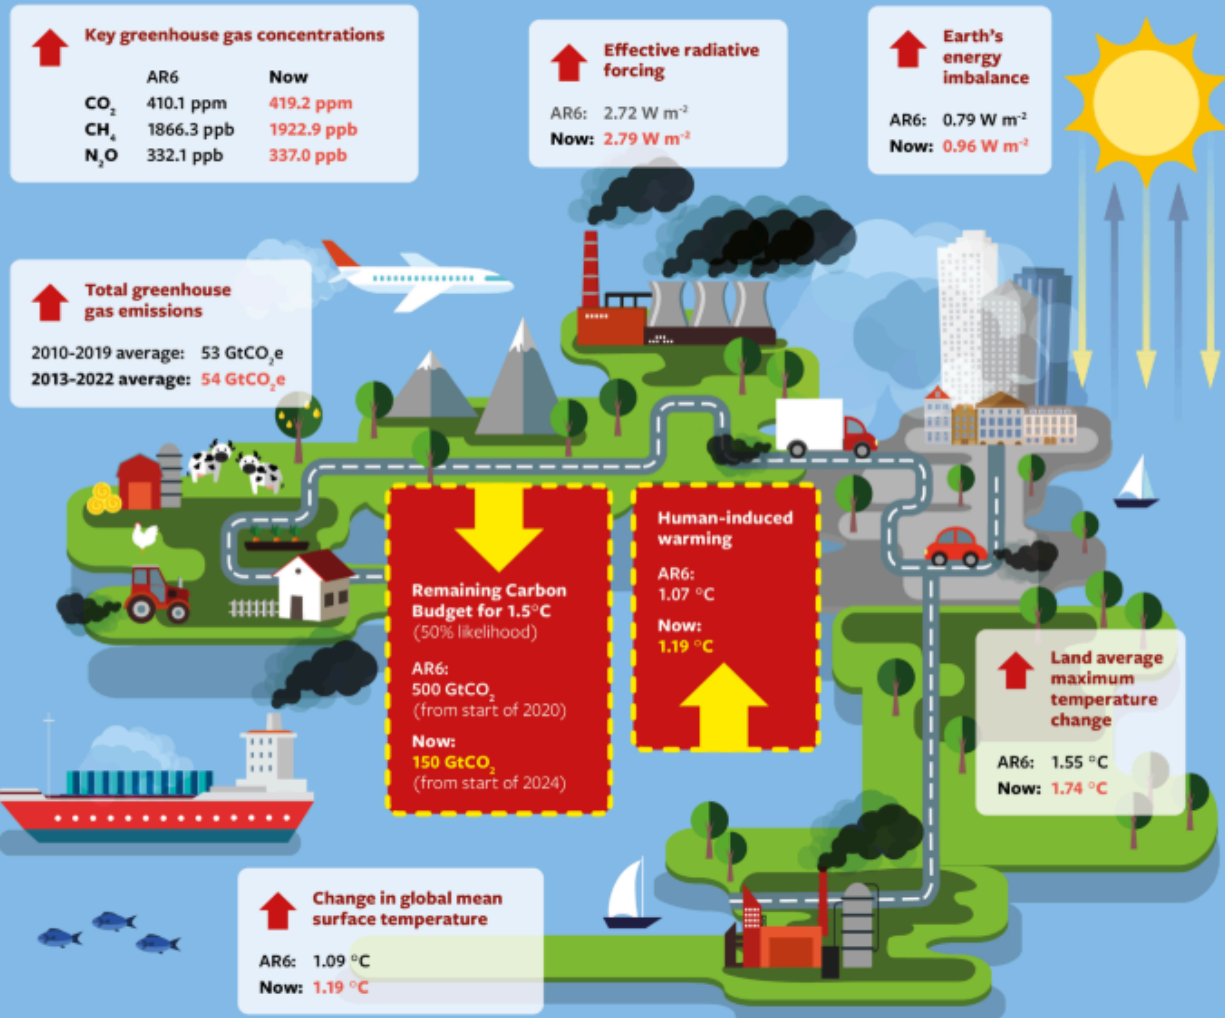 Key greenhouse gas concentrations
AR6 Now
CO₂ 410.1 ppm 419.2 ppm
CH₄ 1866.3 ppb 1922.9 ppb
N₂O 332.1 ppb 337.0 ppb
Effective radiative
forcing
AR6: 2.72 W m⁻²
Now: 2.79 W m⁻²
Earth's
energy
imbalance
AR6: 0.79 W m⁻²
Now: 0.96 W m⁻²
Total greenhouse
gas emissions
2010-2019 average: 53 GtCO₂e
2013-2022 average: 54 GtCO₂e
Remaining Carbon
Budget for 1.5°C
(50% likelihood)
AR6:
500 GtCO₂
(from start of 2020)
Now:
150 GtCO₂
(from start of 2024)
Human-induced
warming
AR6:
1.07 °C
Now:
1.19 °C
Land average
maximum
temperature
change
AR6: 1.55 °C
Now: 1.74 °C
Change in global mean
surface temperature
AR6: 1.09 °C
Now: 1.19 °C